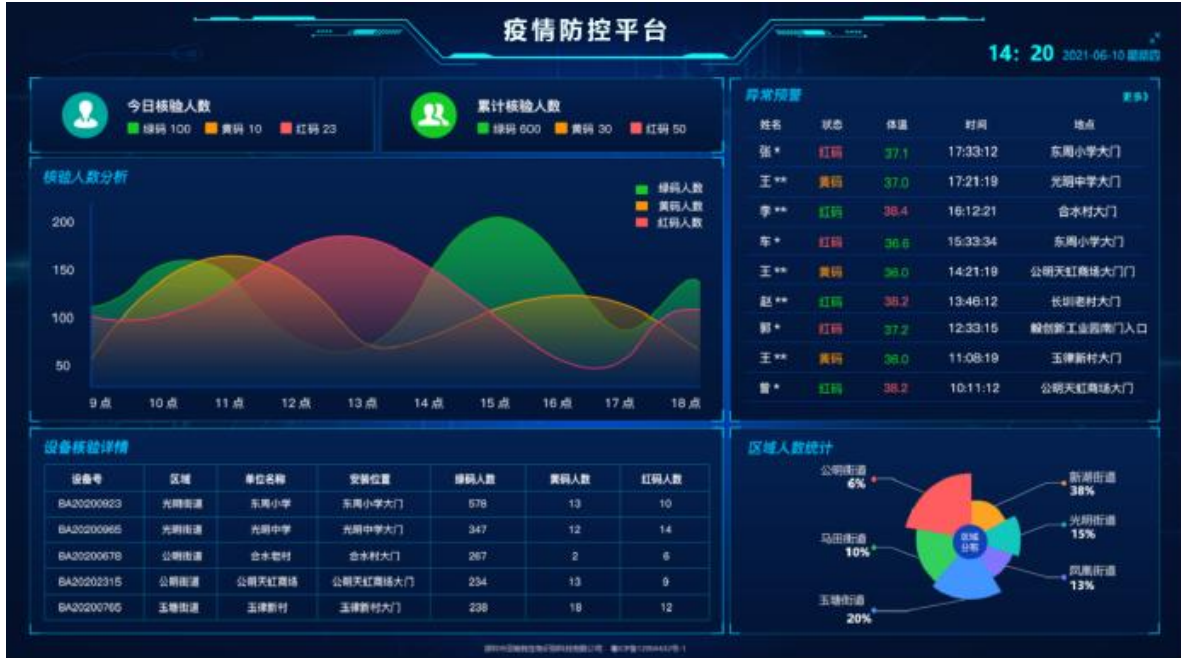 疫情防控平台
14: 20 2021-06-10 星期四
今日核验人数
绿码 100 黄码 10 红码 23
累计核验人数
绿码 600 黄码 30 红码 50
异常预警 更多》
姓名 状态 体温 时间 地点
张 * 红码 37.1 17:33:12 东周小学大门
王 ** 黄码 37.0 17:21:19 光明中学大门
李 ** 红码 38.4 16:12:21 合水村大门
车 * 红码 36.6 15:33:34 东周小学大门
王 ** 黄码 36.0 14:21:19 公明天虹商场大门门
赵 ** 红码 38.2 13:46:12 长圳老村大门
郭 * 红码 37.2 12:33:15 毅创新工业园南门入口
王 ** 黄码 36.0 11:08:19 玉律新村大门
曾 * 红码 38.2 10:11:12 公明天虹商场大门
核验人数分析
绿码人数
黄码人数
红码人数
200
150
100
50
9 点 10 点 11 点 12 点 13 点 14 点 15 点 16 点 17 点 18 点
设备核验详情
设备号 区域 单位名称 安装位置 绿码人数 黄码人数 红码人数
BA20200923 光明街道 东周小学 东周小学大门 578 13 10
BA20200965 光明街道 光明中学 光明中学大门 347 12 14
BA20200678 公明街道 合水老村 合水村大门 267 2 6
BA20202315 公明街道 公明天虹商场 公明天虹商场大门 234 13 9
BA20200765 玉塘街道 玉律新村 玉律新村大门 238 18 12
区域人数统计
公明街道
6%
新湖街道
38%
马田街道
10%
光明街道
15%
区域
分布
凤凰街道
13%
玉塘街道
20%